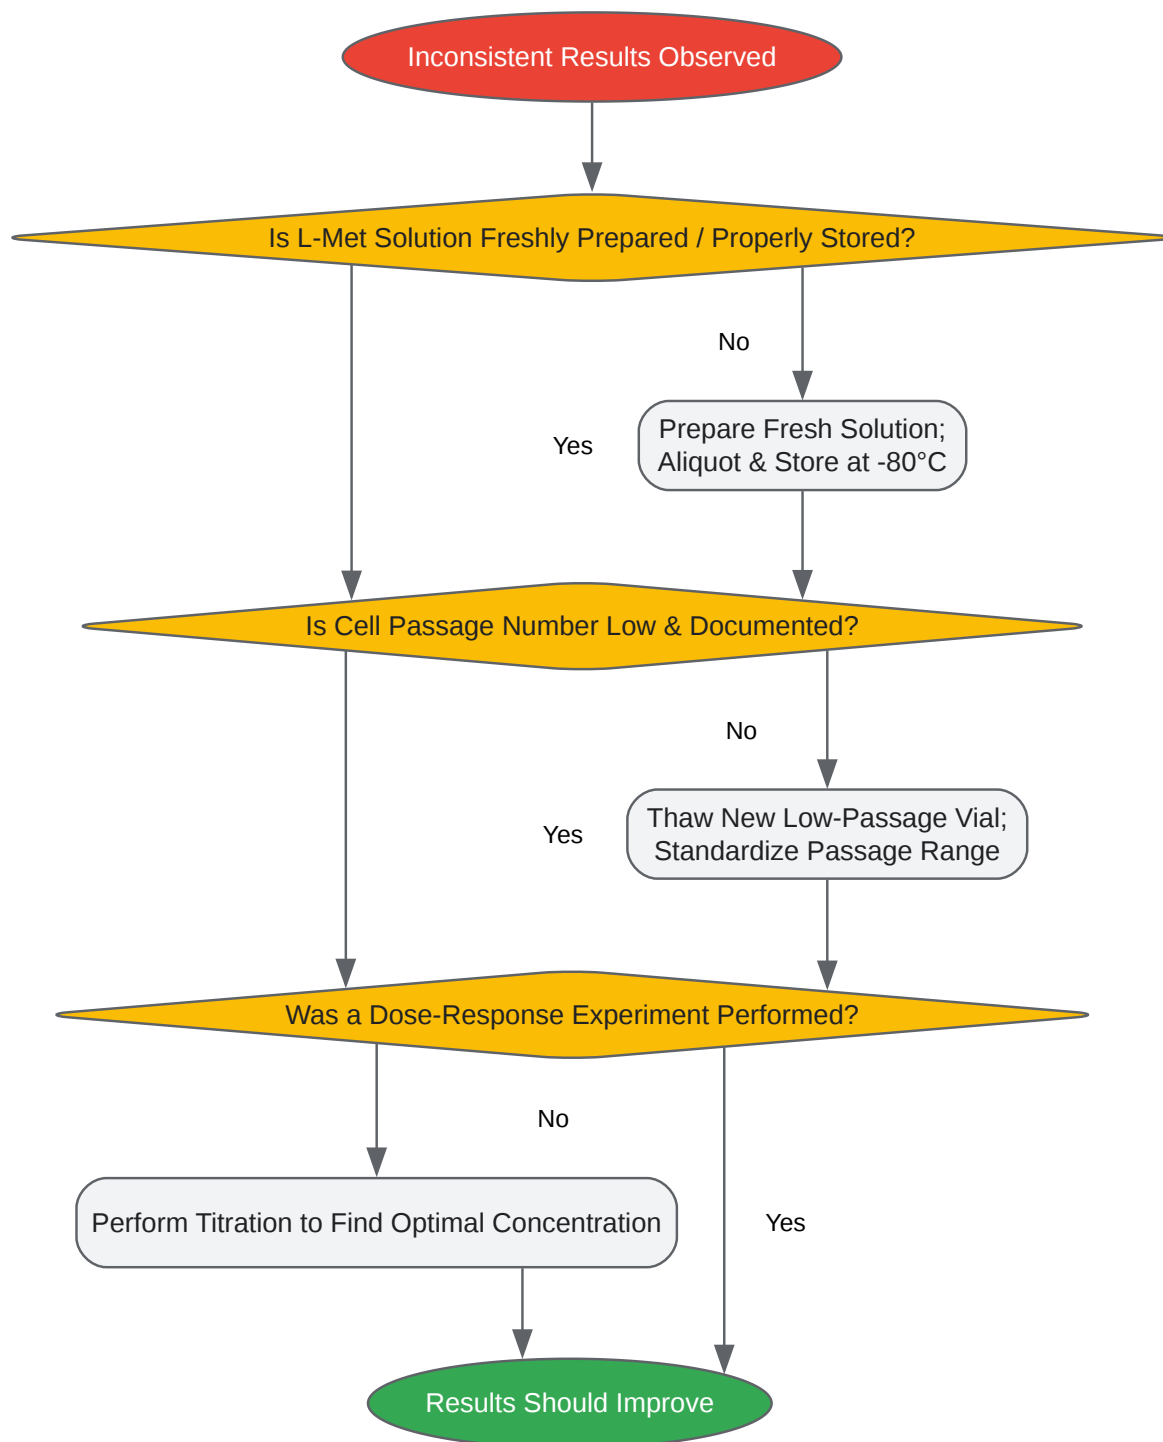 Inconsistent Results Observed
Is L-Met Solution Freshly Prepared / Properly Stored?
No
Prepare Fresh Solution;
Aliquot & Store at -80°C
Yes
Is Cell Passage Number Low & Documented?
No
Thaw New Low-Passage Vial;
Standardize Passage Range
Yes
Was a Dose-Response Experiment Performed?
No
Perform Titration to Find Optimal Concentration
Yes
Results Should Improve